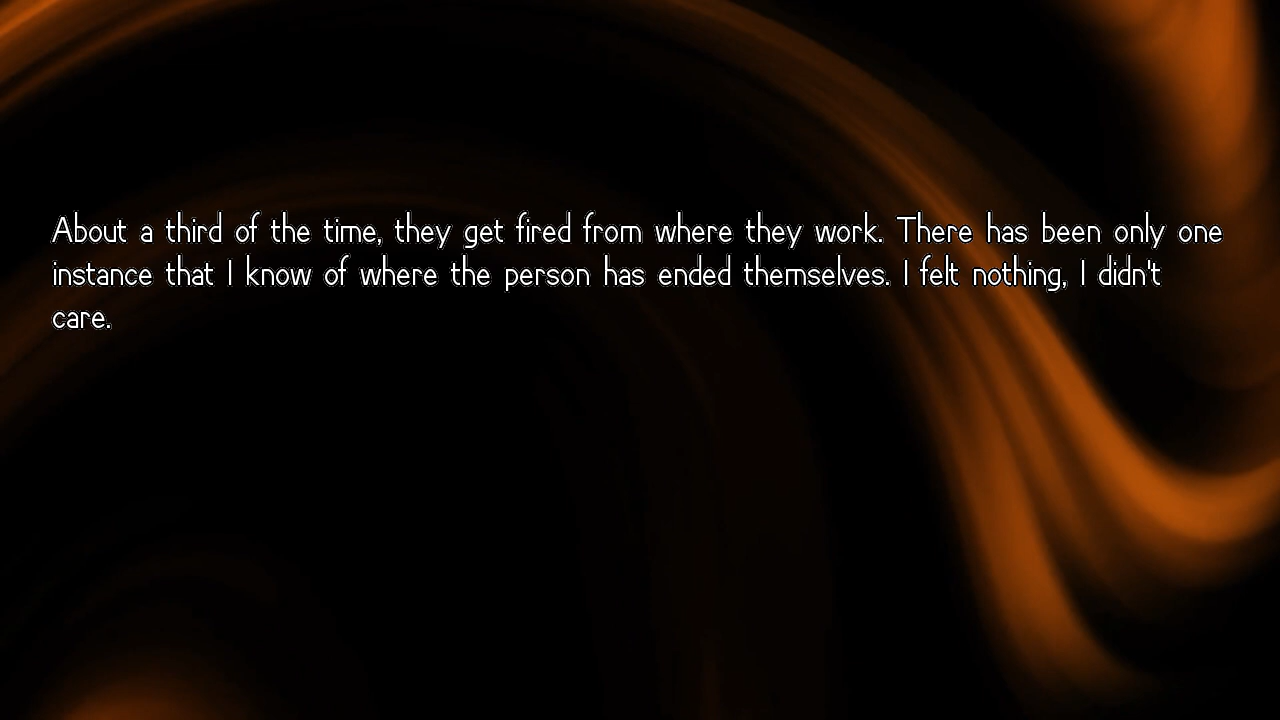 About a third of the time, they get fired from where they work. There has been only one
instance that I know of where the person has ended themselves. I felt nothing, I didn't
care.